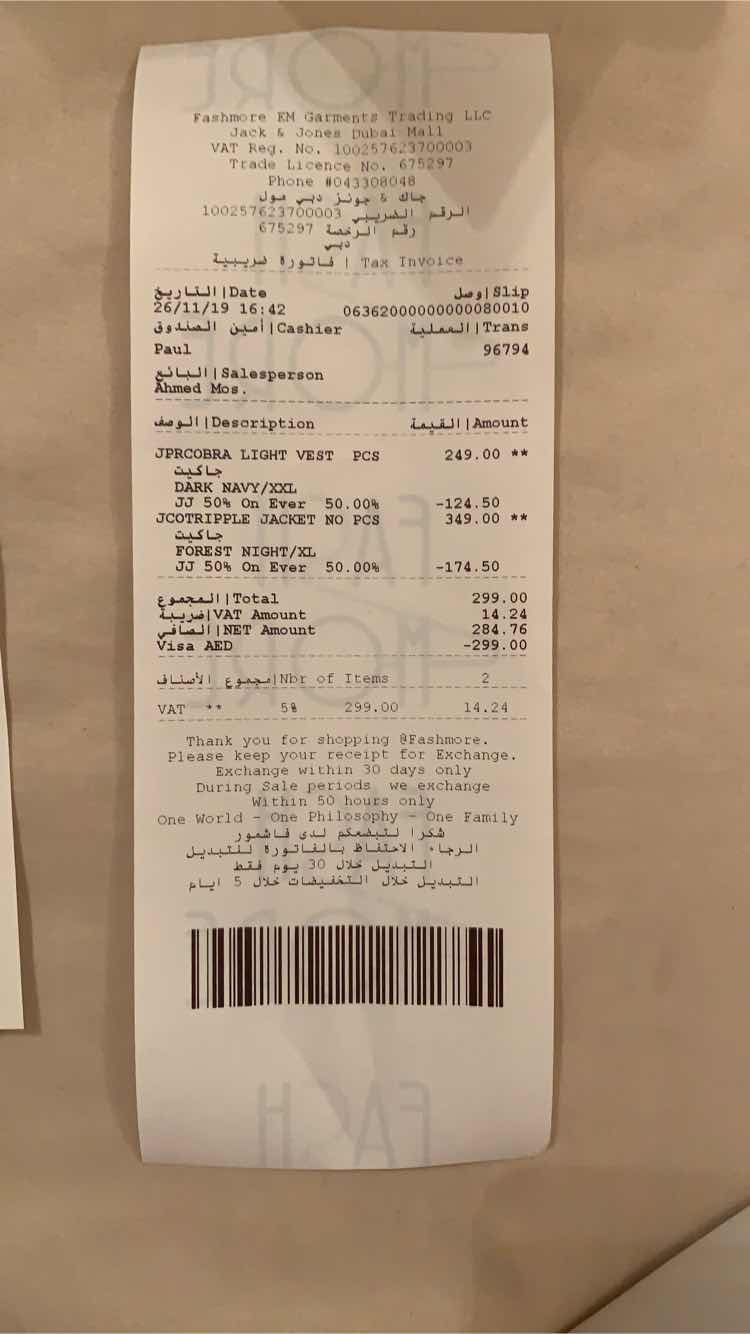 Fashmore EM Garments Trading LLC
Jack & Jones Dubai Mall
VAT Reg. No. 100257623700003
Trade Licence No. 675297
Phone #043308048
جاك & جونز دبي مول
الرقم الضريبي 100257623700003
رقم الرخصة 675297
دبي
فاتورة ضريبية | Tax Invoice
التاريخ|Date وصل|Slip
26/11/19 16:42 06362000000000080010
أمين الصندوق|Cashier العملية|Trans
Paul 96794
البائع|Salesperson
Ahmed Mos.
الوصف|Description القيمة|Amount
JPRCOBRA LIGHT VEST PCS 249.00 **
جاكيت
DARK NAVY/XXL
JJ 50% On Ever 50.00% -124.50
JCOTRIPPLE JACKET NO PCS 349.00 **
جاكيت
FOREST NIGHT/XL
JJ 50% On Ever 50.00% -174.50
المجموع|Total 299.00
ضريبة|VAT Amount 14.24
الصافي|NET Amount 284.76
Visa AED -299.00
مجموع الأصناف|Nbr of Items 2
VAT ** 5% 299.00 14.24
Thank you for shopping @Fashmore.
Please keep your receipt for Exchange.
Exchange within 30 days only
During Sale periods we exchange
Within 50 hours only
One World - One Philosophy - One Family
شكرا لتبضعكم لدى فاشمور
الرجاء الاحتفاظ بالفاتورة للتبديل
التبديل خلال 30 يوم فقط
التبديل خلال التخفيضات خلال 5 ايام